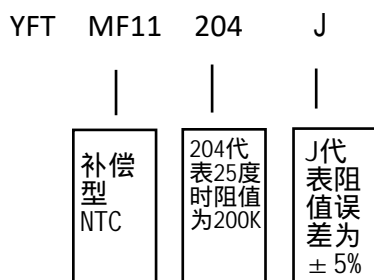 YFT MF11 204 J
补偿
型
NTC
204代
表25度
时阻值
为200K
J代
表阻
值误
差为
± 5%